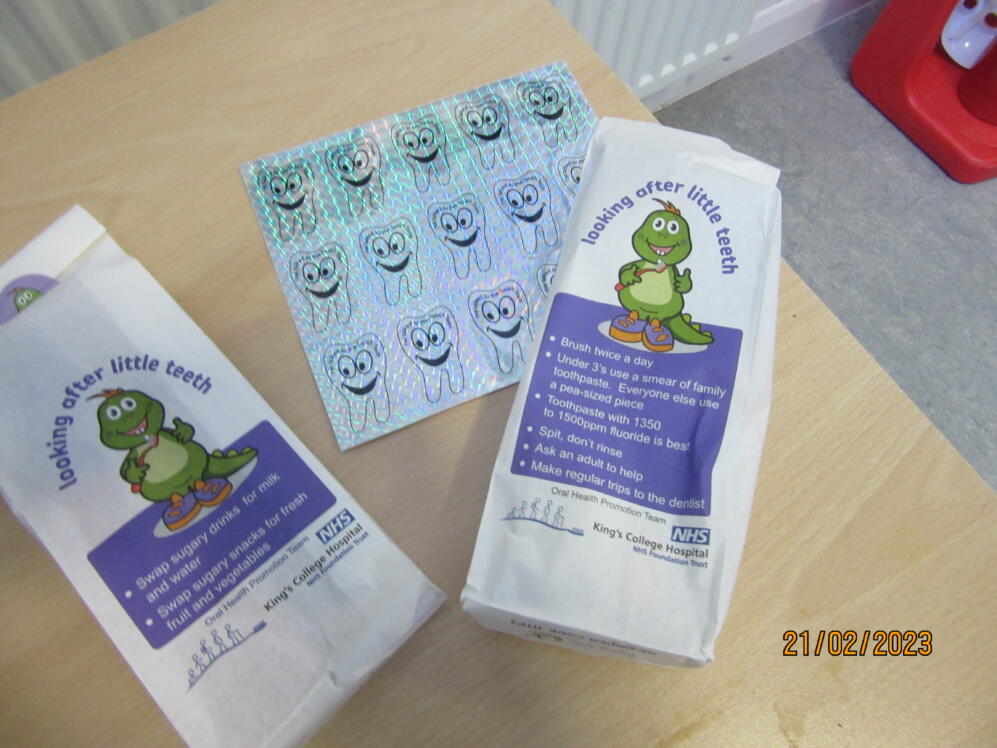 looking after little teeth
• Swap sugary drinks for milk
and water
• Swap sugary snacks for fresh
fruit and vegetables
Oral Health Promotion Team
NHS
King's College Hospital
NHS Foundation Trust
looking after little teeth
• Brush twice a day
• Under 3's use a smear of family
toothpaste. Everyone else use
a pea-sized piece
• Toothpaste with 1350
to 1500ppm fluoride is best
• Spit, don't rinse
• Ask an adult to help
• Make regular trips to the dentist
Oral Health Promotion Team
NHS
King's College Hospital
NHS Foundation Trust
21/02/2023